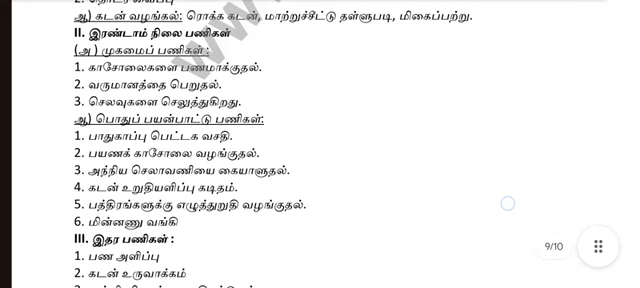 ஆ) கடன் வழங்கல்: ரொக்க கடன், மாற்றுச்சீட்டு தள்ளுபடி, மிகைப்பற்று.
II. இரண்டாம் நிலை பணிகள்
(அ ) முகமைப் பணிகள் :
1. காசோலைகளை பணமாக்குதல்.
2. வருமானத்தை பெறுதல்.
3. செலவுகளை செலுத்துகிறது.
ஆ) பொதுப் பயன்பாட்டு பணிகள்:
1. பாதுகாப்பு பெட்டக வசதி.
2. பயணக் காசோலை வழங்குதல்.
3. அந்நிய செலாவணியை கையாளுதல்.
4. கடன் உறுதியளிப்பு கடிதம்.
5. பத்திரங்களுக்கு எழுத்துறுதி வழங்குதல்.
6. மின்னணு வங்கி
III. இதர பணிகள் :
9/10
1. பண அளிப்பு
2. கடன் உருவாக்கம்